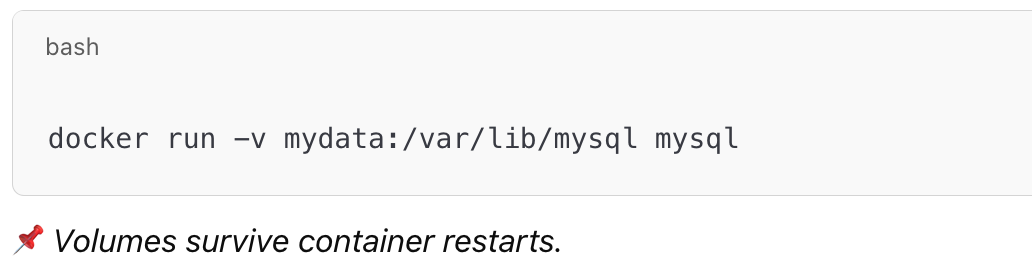 bash
docker run -v mydata:/var/lib/mysql mysql
📌 Volumes survive container restarts.